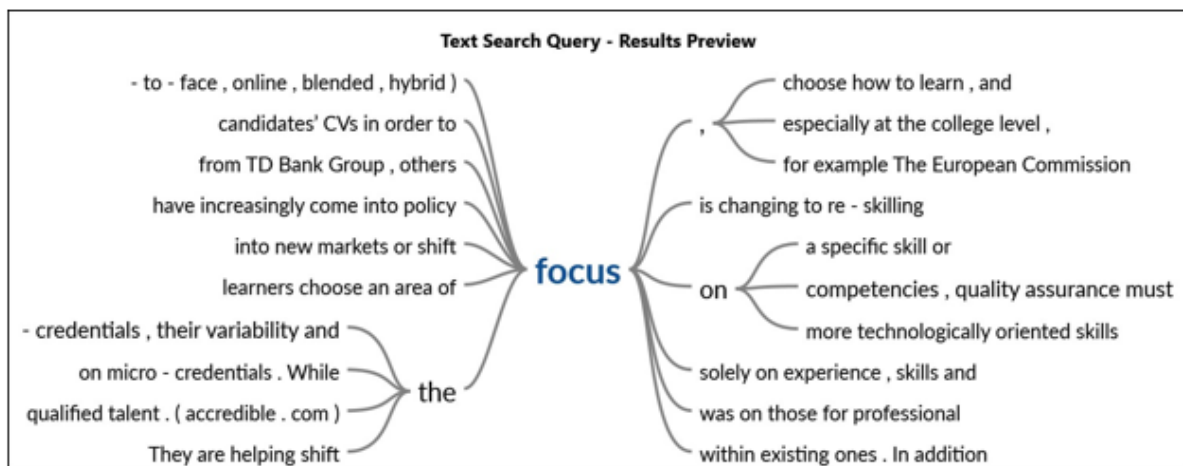 Text Search Query - Results Preview
- to - face , online , blended , hybrid )
candidates’ CVs in order to
from TD Bank Group , others
have increasingly come into policy
into new markets or shift
learners choose an area of
- credentials , their variability and
on micro - credentials . While
qualified talent . ( accredible . com )
They are helping shift
the
focus
,
choose how to learn , and
especially at the college level ,
for example The European Commission
is changing to re - skilling
on
a specific skill or
competencies , quality assurance must
more technologically oriented skills
solely on experience , skills and
was on those for professional
within existing ones . In addition